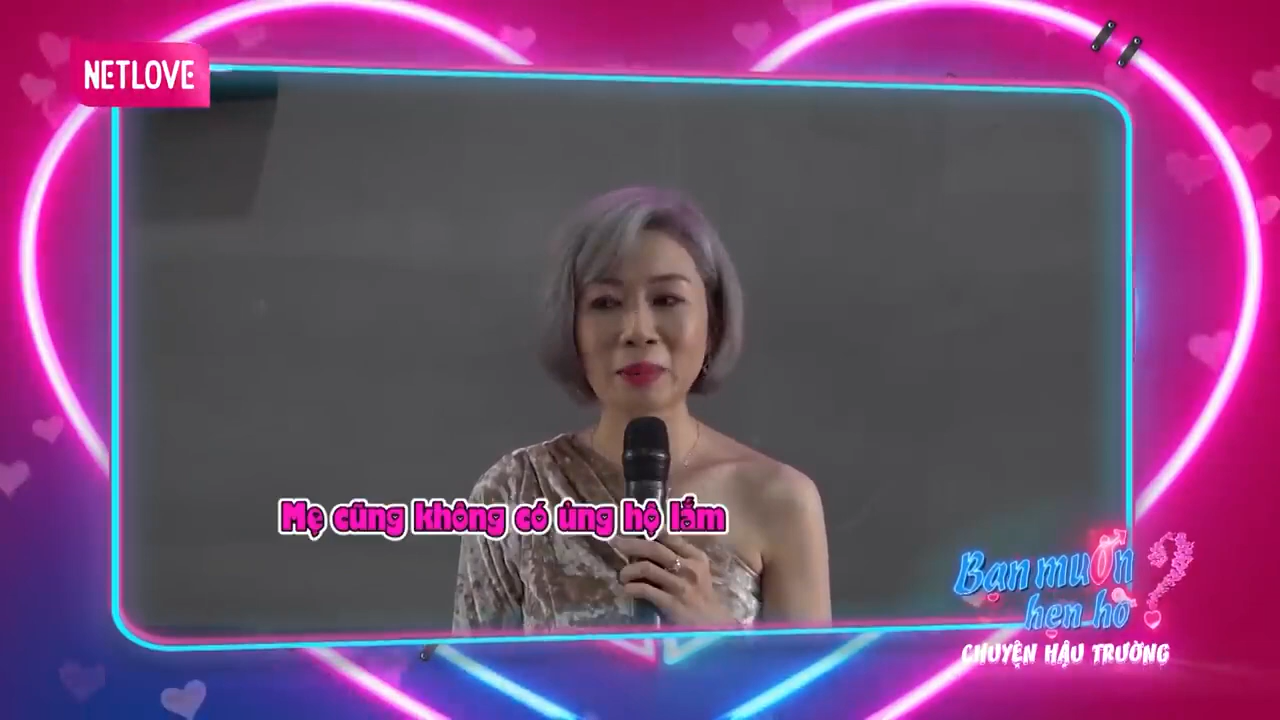 NETLOVE
Mẹ cũng không có ủng hộ lắm
Bạn muốn
hẹn hò?
CHUYỆN HẬU TRƯỜNG